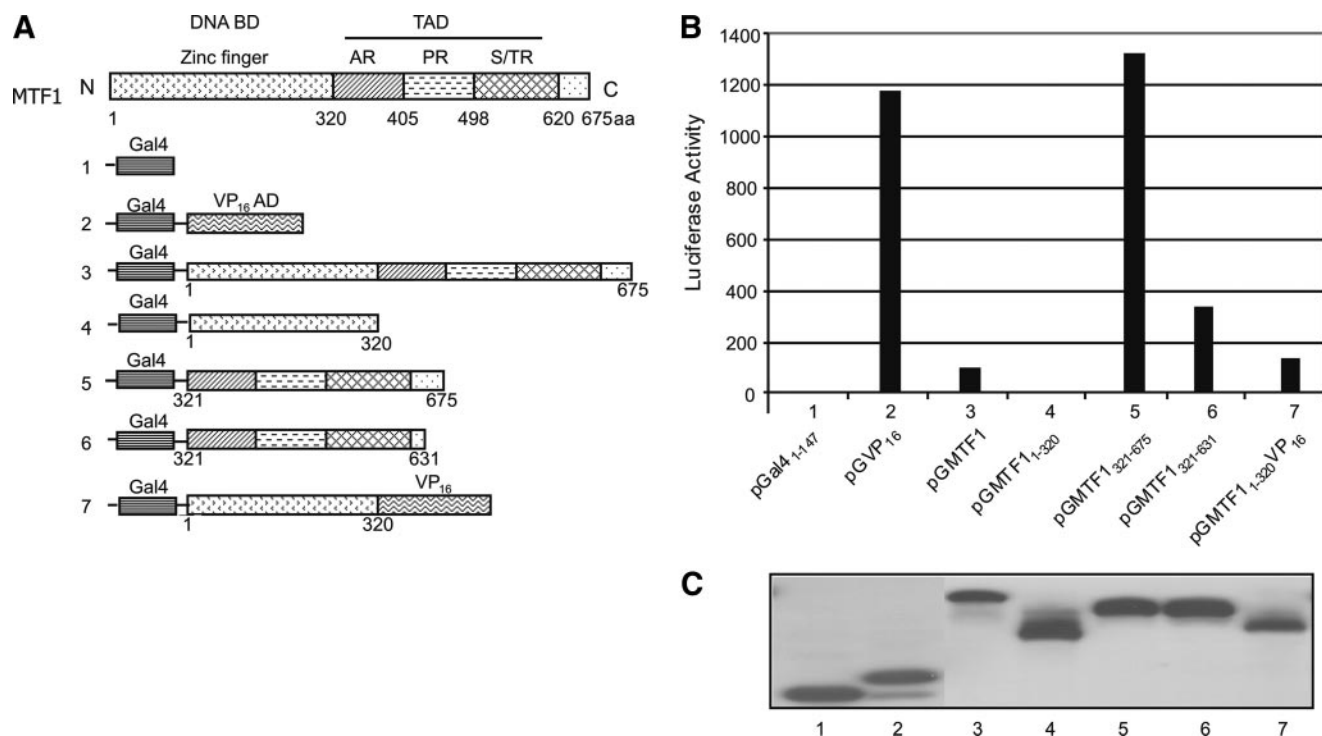 A
DNA BD TAD
Zinc finger AR PR S/TR
MTF1 N C
1 320 405 498 620 675aa
Gal4
1
Gal4 VP16 AD
2
Gal4
3
1 675
Gal4
4
1 320
Gal4
5
321 675
Gal4
6
321 631
Gal4 VP16
7
1 320
B
Luciferase Activity
1400
1200
1000
800
600
400
200
0
1 2 3 4 5 6 7
pGal4 1-147
pGVP16
pGMTF1
pGMTF1 1-320
pGMTF1 321-675
pGMTF1 321-631
pGMTF1 1-320 VP16
C
1 2 3 4 5 6 7